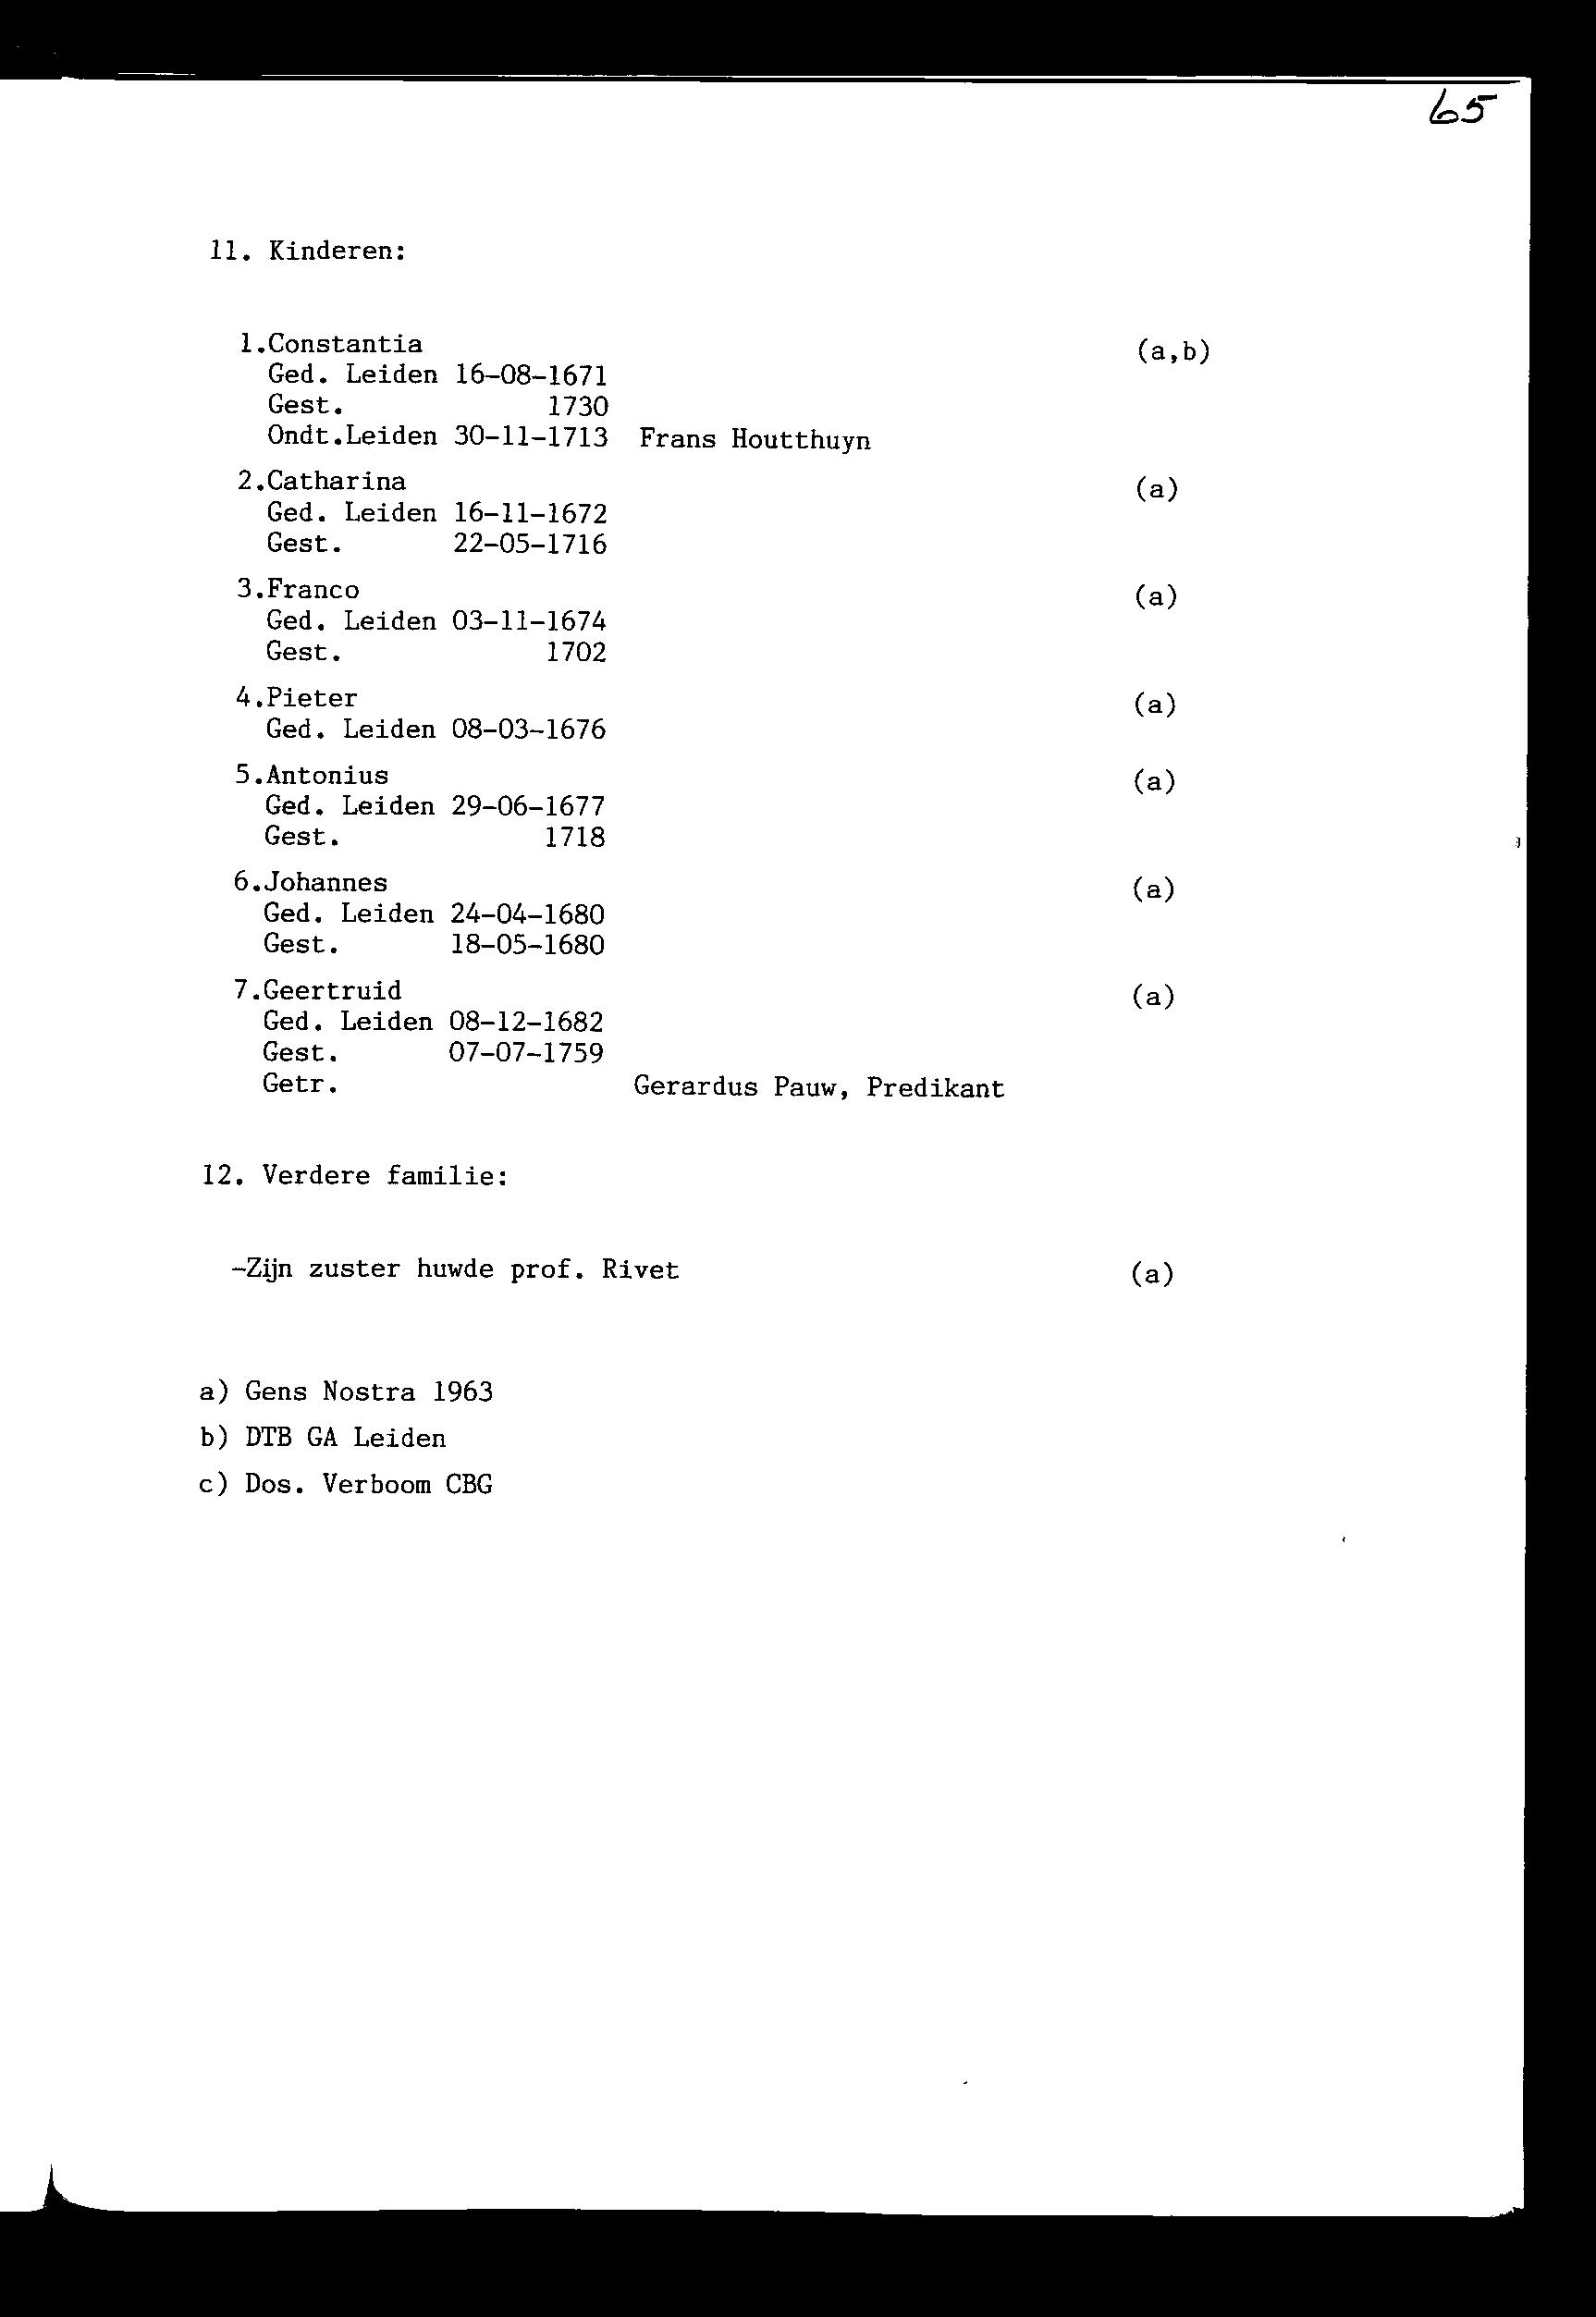 65
11. Kinderen:
1.Constantia (a,b)
Ged. Leiden 16-08-1671
Gest. 1730
Ondt.Leiden 30-11-1713 Frans Houtthuyn
2.Catharina (a)
Ged. Leiden 16-11-1672
Gest. 22-05-1716
3.Franco (a)
Ged. Leiden 03-11-1674
Gest. 1702
4.Pieter (a)
Ged. Leiden 08-03-1676
5.Antonius (a)
Ged. Leiden 29-06-1677
Gest. 1718
6.Johannes (a)
Ged. Leiden 24-04-1680
Gest. 18-05-1680
7.Geertruid (a)
Ged. Leiden 08-12-1682
Gest. 07-07-1759
Getr. Gerardus Pauw, Predikant
12. Verdere familie:
-Zijn zuster huwde prof. Rivet (a)
a) Gens Nostra 1963
b) DTB GA Leiden
c) Dos. Verboom CBG